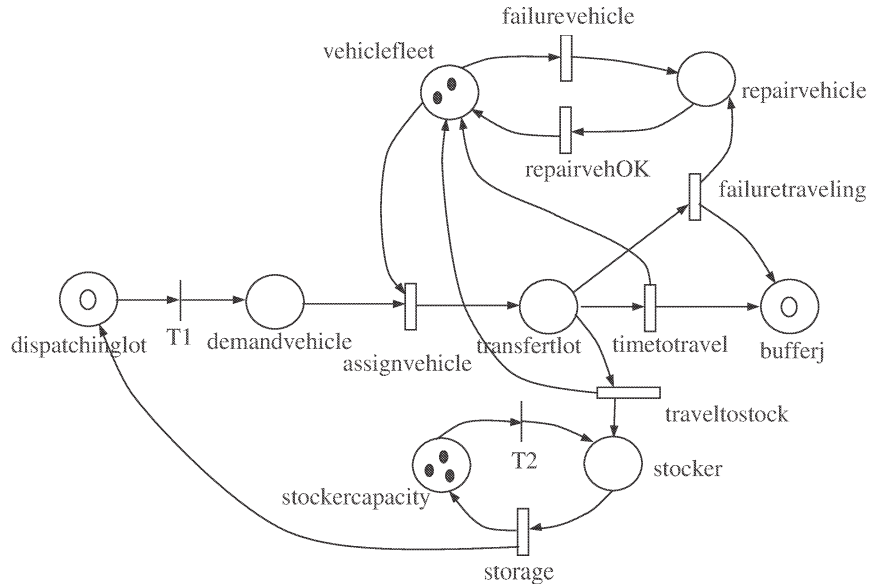 failurevehicle
vehiclefleet
repairvehicle
repairvehOK
failuretraveling
dispatchinglot
T1
demandvehicle
assignvehicle
transfertlot
timetotravel
bufferj
traveltostock
T2
stocker
stockercapacity
storage